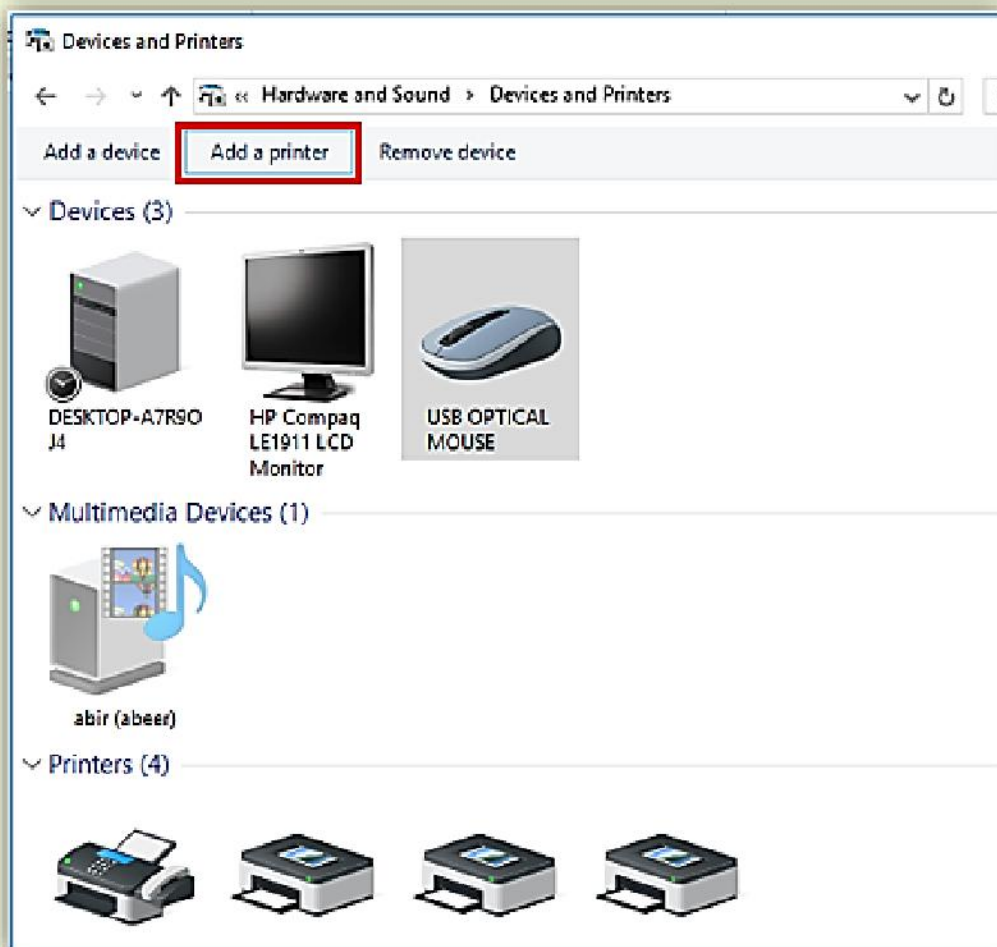 Devices and Printers
« Hardware and Sound > Devices and Printers
Add a device Add a printer Remove device
Devices (3)
DESKTOP-A7R9O
J4
HP Compaq
LE1911 LCD
Monitor
USB OPTICAL
MOUSE
Multimedia Devices (1)
abir (abeer)
Printers (4)